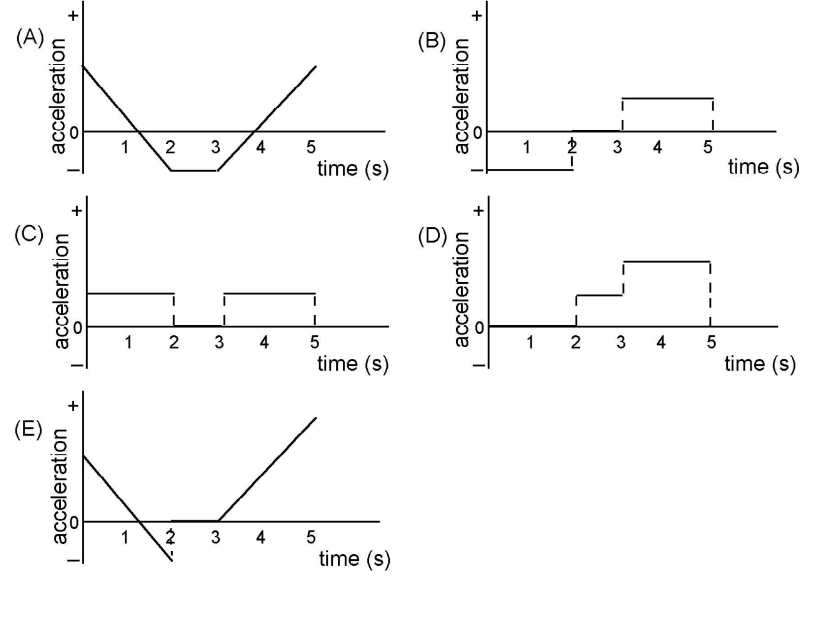 (A)
+
acceleration
0
–
1 2 3 4 5
time (s)
(B)
+
acceleration
0
–
1 2 3 4 5
time (s)
(C)
+
acceleration
0
–
1 2 3 4 5
time (s)
(D)
+
acceleration
0
–
1 2 3 4 5
time (s)
(E)
+
acceleration
0
–
1 2 3 4 5
time (s)